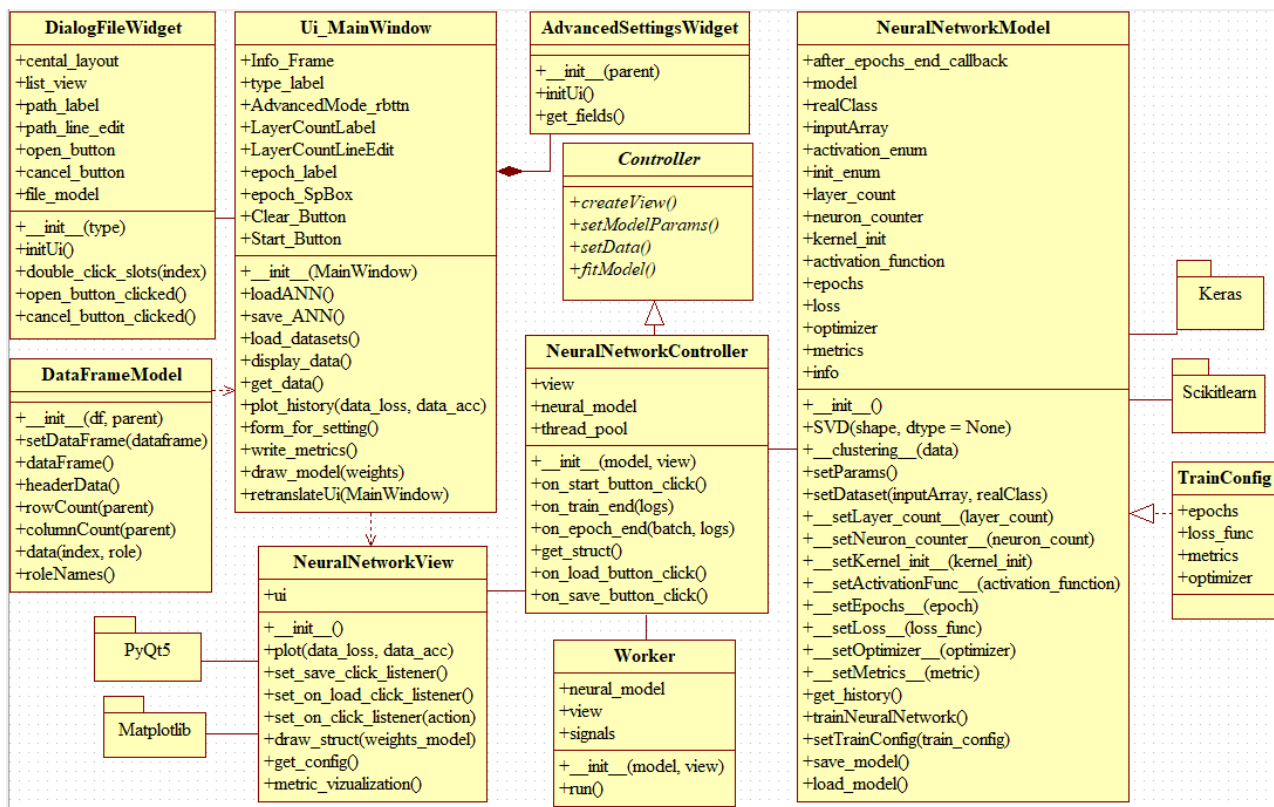 DialogFileWidget
+cental_layout
+list_view
+path_label
+path_line_edit
+open_button
+cancel_button
+file_model
+__init__(type)
+initUi()
+double_click_slots(index)
+open_button_clicked()
+cancel_button_clicked()
Ui_MainWindow
+Info_Frame
+type_label
+AdvancedMode_rbttn
+LayerCountLabel
+LayerCountLineEdit
+epoch_label
+epoch_SpBox
+Clear_Button
+Start_Button
+__init__(MainWindow)
+loadANN()
+save_ANN()
+load_datasets()
+display_data()
+get_data()
+plot_history(data_loss, data_acc)
+form_for_setting()
+write_metrics()
+draw_model(weights)
+retranslateUi(MainWindow)
AdvancedSettingsWidget
+__init__(parent)
+initUi()
+get_fields()
Controller
+createView()
+setModelParams()
+setData()
+fitModel()
NeuralNetworkModel
+after_epochs_end_callback
+model
+realClass
+inputArray
+activation_enum
+init_enum
+layer_count
+neuron_counter
+kernel_init
+activation_function
+epochs
+loss
+optimizer
+metrics
+info
+__init__()
+SVD(shape, dtype = None)
+__clustering__(data)
+setParams()
+setDataset(inputArray, realClass)
+__setLayer_count__(layer_count)
+__setNeuron_counter__(neuron_count)
+__setKernel_init__(kernel_init)
+__setActivationFunc__(activation_function)
+__setEpochs__(epoch)
+__setLoss__(loss_func)
+__setOptimizer__(optimizer)
+__setMetrics__(metric)
+get_history()
+trainNeuralNetwork()
+setTrainConfig(train_config)
+save_model()
+load_model()
Keras
Scikitlearn
TrainConfig
+epochs
+loss_func
+metrics
+optimizer
DataFrameModel
+__init__(df, parent)
+setDataFrame(dataframe)
+dataFrame()
+headerData()
+rowCount(parent)
+columnCount(parent)
+data(index, role)
+roleNames()
NeuralNetworkController
+view
+neural_model
+thread_pool
+__init__(model, view)
+on_start_button_click()
+on_train_end(logs)
+on_epoch_end(batch, logs)
+get_struct()
+on_load_button_click()
+on_save_button_click()
NeuralNetworkView
+ui
+__init__()
+plot(data_loss, data_acc)
+set_save_click_listener()
+set_on_load_click_listener()
+set_on_click_listener(action)
+draw_struct(weights_model)
+get_config()
+metric_vizualization()
PyQt5
Matplotlib
Worker
+neural_model
+view
+signals
+__init__(model, view)
+run()